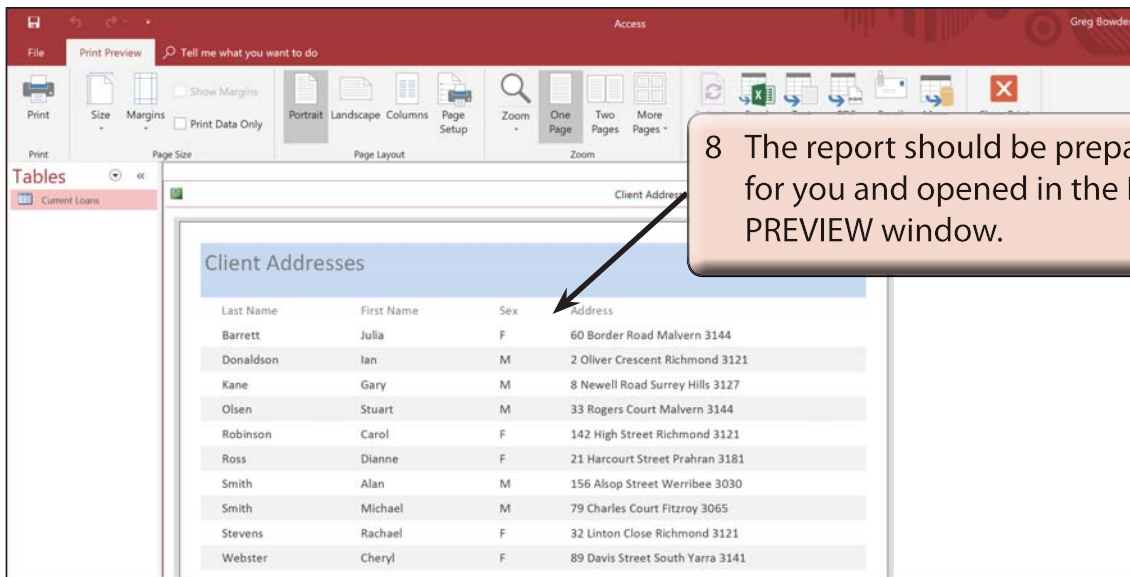 Access
Greg Bowden
File Print Preview Tell me what you want to do
Print
Size
Margins
Show Margins
Print Data Only
Portrait Landscape Columns Page Setup
Zoom
One Page
Two Pages
More Pages
Print
Page Size
Page Layout
Zoom
8 The report should be prepa
for you and opened in the
PREVIEW window.
Tables
Current Loans
Client Address
Client Addresses
Last Name First Name Sex Address
Barrett Julia F 60 Border Road Malvern 3144
Donaldson Ian M 2 Oliver Crescent Richmond 3121
Kane Gary M 8 Newell Road Surrey Hills 3127
Olsen Stuart M 33 Rogers Court Malvern 3144
Robinson Carol F 142 High Street Richmond 3121
Ross Dianne F 21 Harcourt Street Prahran 3181
Smith Alan M 156 Alsop Street Werribee 3030
Smith Michael M 79 Charles Court Fitzroy 3065
Stevens Rachael F 32 Linton Close Richmond 3121
Webster Cheryl F 89 Davis Street South Yarra 3141